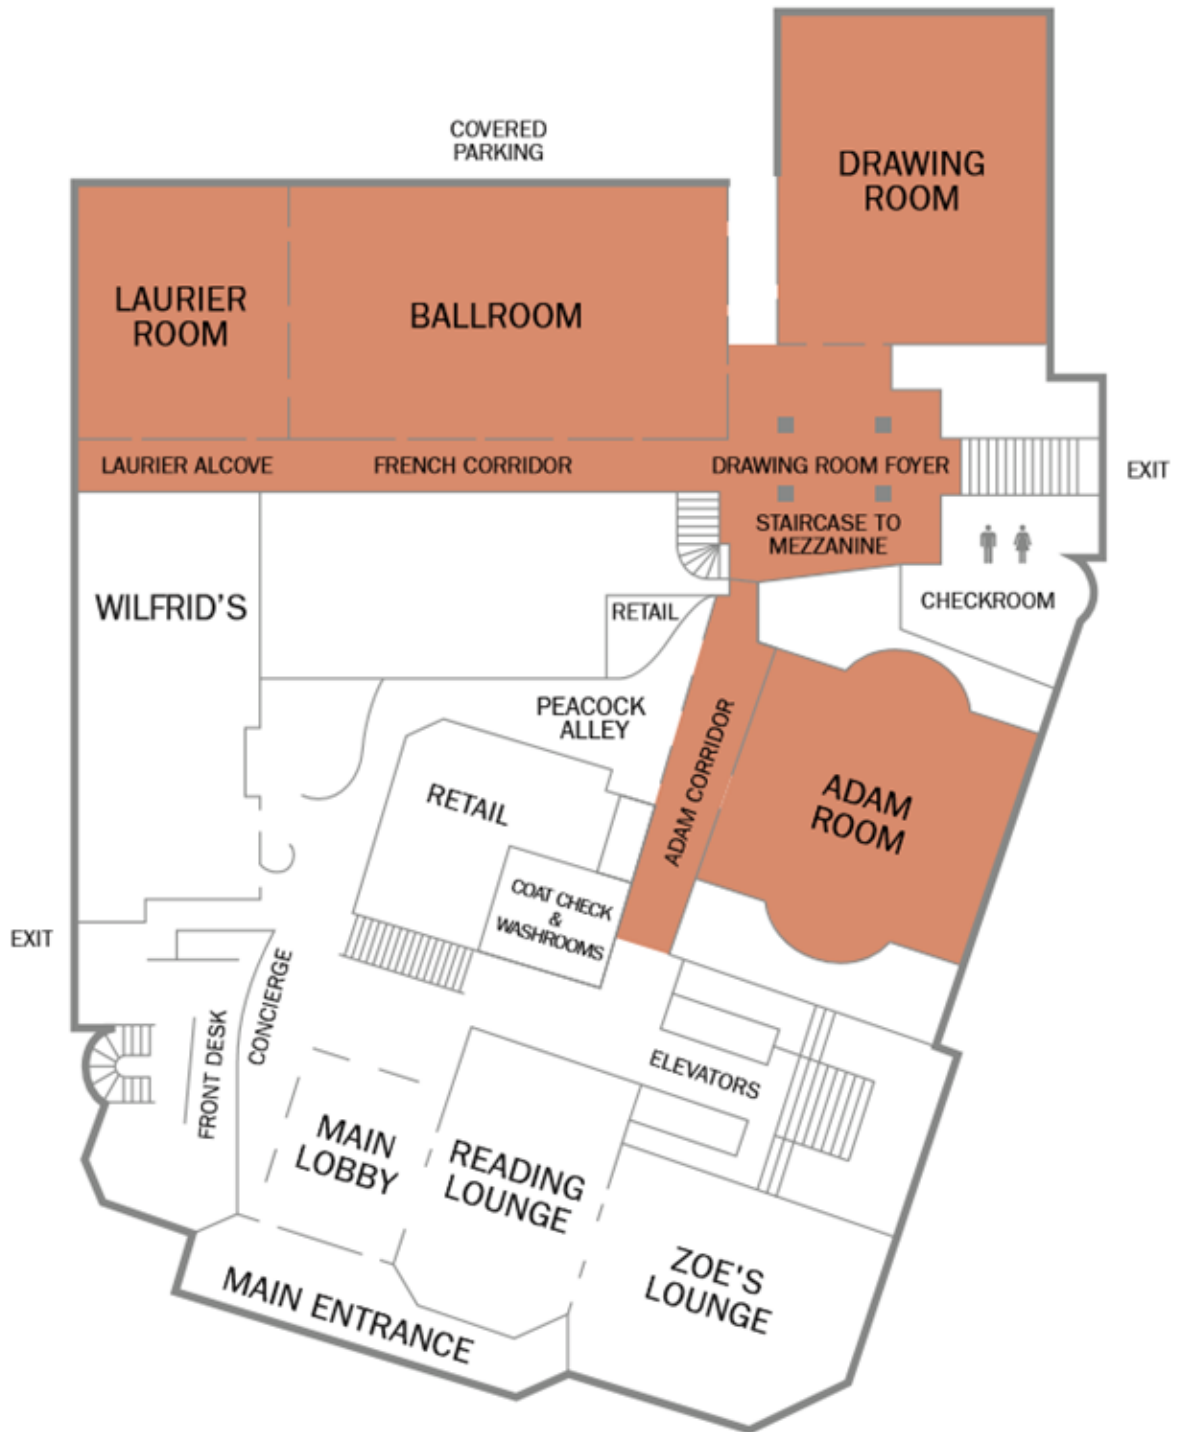 COVERED
PARKING
DRAWING
ROOM
LAURIER
ROOM
BALLROOM
LAURIER ALCOVE
FRENCH CORRIDOR
DRAWING ROOM FOYER
EXIT
STAIRCASE TO
MEZZANINE
WILFRID'S
RETAIL
CHECKROOM
PEACOCK
ALLEY
ADAM CORRIDOR
ADAM
ROOM
RETAIL
COAT CHECK
&
WASHROOMS
EXIT
CONCIERGE
FRONT DESK
ELEVATORS
MAIN
LOBBY
READING
LOUNGE
ZOE'S
LOUNGE
MAIN ENTRANCE